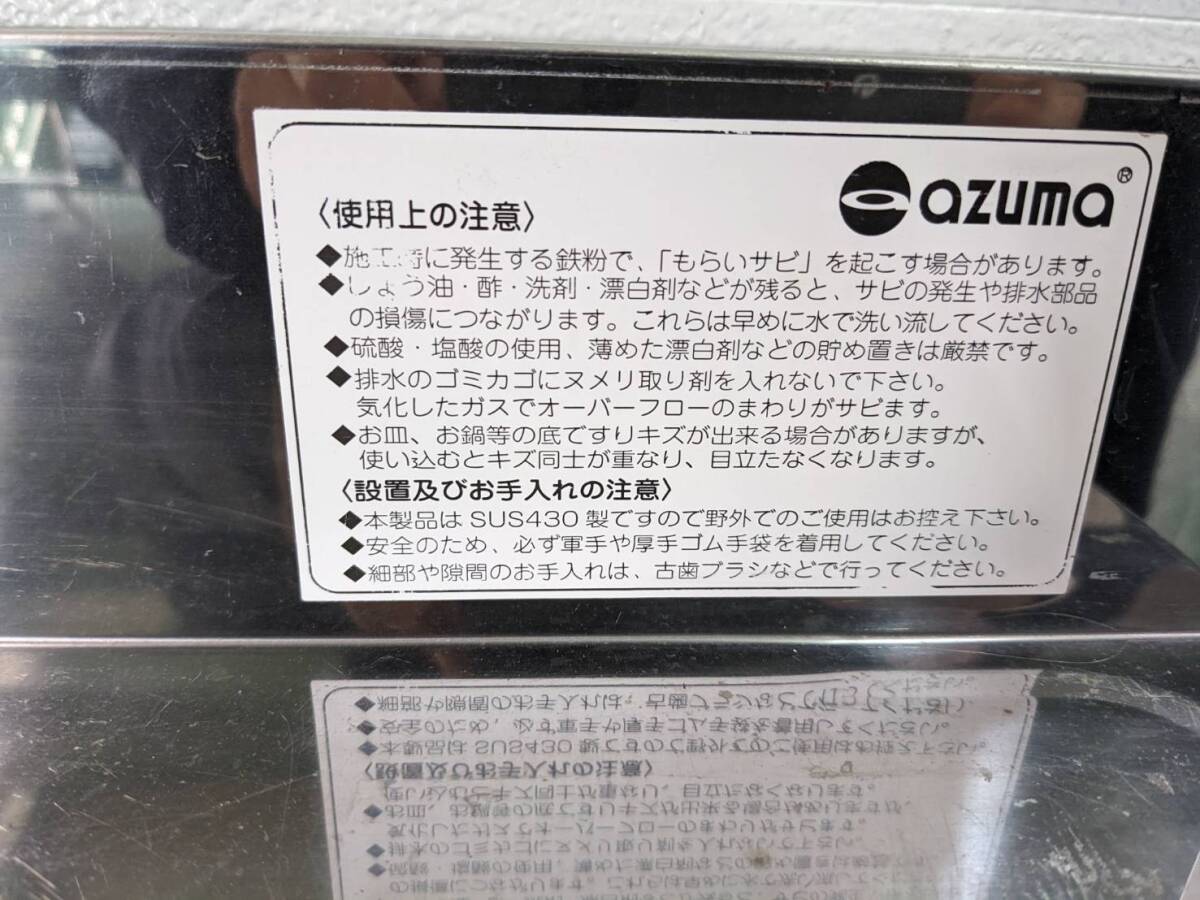 azuma®
〈使用上の注意〉
◆施工時に発生する鉄粉で、「もらいサビ」を起こす場合があります。
◆しょう油・酢・洗剤・漂白剤などが残ると、サビの発生や排水部品
の損傷につながります。これらは早めに水で洗い流してください。
◆硫酸・塩酸の使用、薄めた漂白剤などの貯め置きは厳禁です。
◆排水のゴミカゴにヌメリ取り剤を入れないで下さい。
気化したガスでオーバーフローのまわりがサビます。
◆お皿、お鍋等の底ですりキズが出来る場合がありますが、
使い込むとキズ同士が重なり、目立たなくなります。
〈設置及びお手入れの注意〉
◆本製品は SUS430 製ですので野外でのご使用はお控え下さい。
◆安全のため、必ず軍手や厚手ゴム手袋を着用してください。
◆細部や隙間のお手入れは、古歯ブラシなどで行ってください。